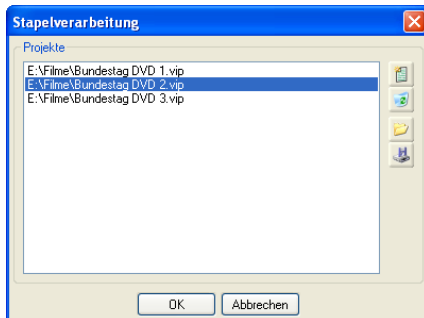 Stapelverarbeitung
Projekte
E:\Filme\Bundestag DVD 1.vip
E:\Filme\Bundestag DVD 2.vip
E:\Filme\Bundestag DVD 3.vip
OK
Abbrechen